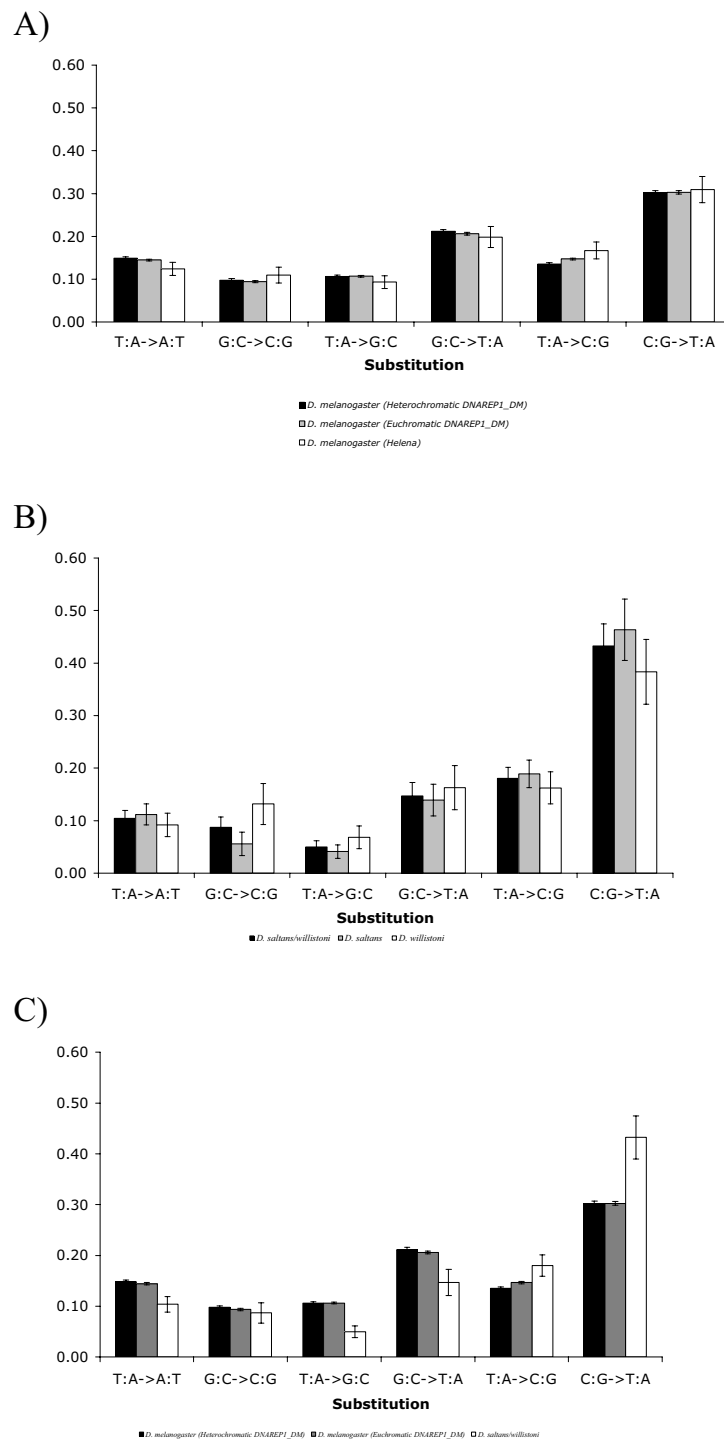 A)
0.60
0.50
0.40
0.30
0.20
0.10
0.00
T:A->A:T G:C->C:G T:A->G:C G:C->T:A T:A->C:G C:G->T:A
Substitution
D. melanogaster (Heterochromatic DNAREP1_DM)
D. melanogaster (Euchromatic DNAREP1_DM)
D. melanogaster (Helena)
B)
0.60
0.50
0.40
0.30
0.20
0.10
0.00
T:A->A:T G:C->C:G T:A->G:C G:C->T:A T:A->C:G C:G->T:A
Substitution
D. saltans/willistoni D. saltans D. willistoni
C)
0.60
0.50
0.40
0.30
0.20
0.10
0.00
T:A->A:T G:C->C:G T:A->G:C G:C->T:A T:A->C:G C:G->T:A
Substitution
D. melanogaster (Heterochromatic DNAREP1_DM) D. melanogaster (Euchromatic DNAREP1_DM) D. saltans/willistoni